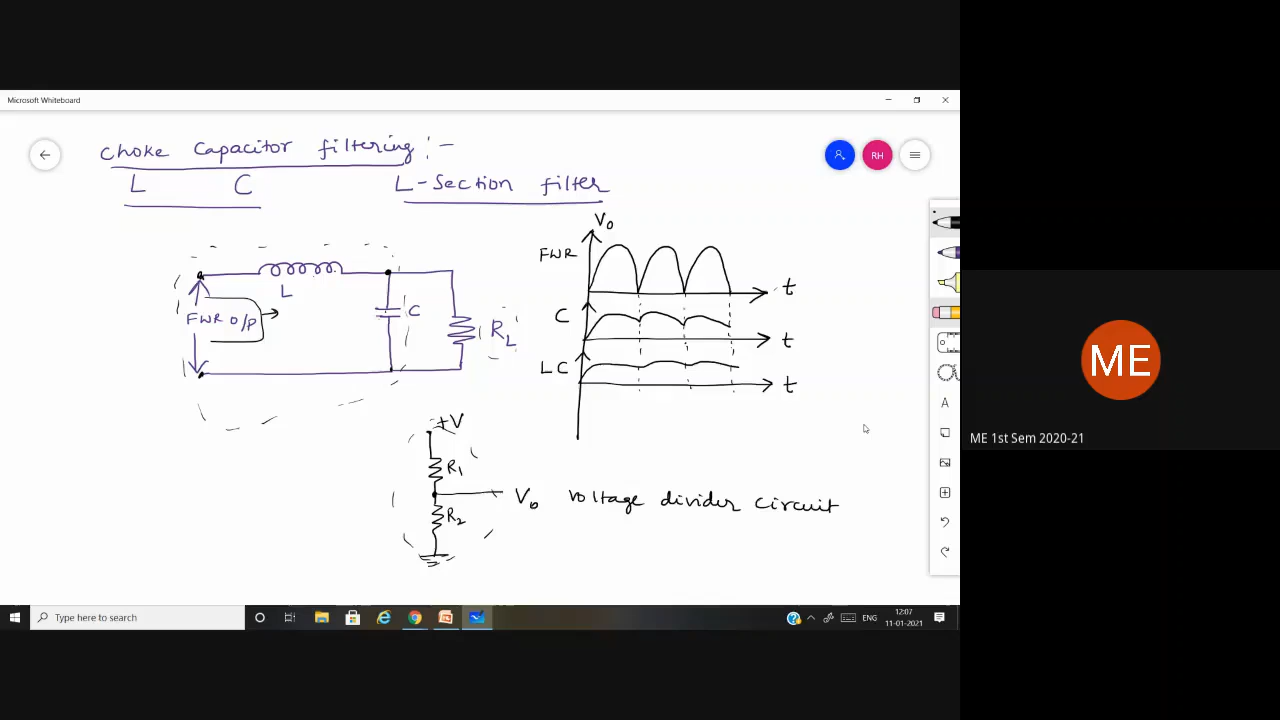 Microsoft Whiteboard
Choke Capacitor filtering :-
L C L-Section filter
RH
V₀
FWR
t
L
C
FWR O/P
C
R_L
t
LC
t
+V
R₁
V₀ Voltage divider circuit
R₂
A
ME
ME 1st Sem 2020-21
Type here to search
ENG
12:07
11-01-2021